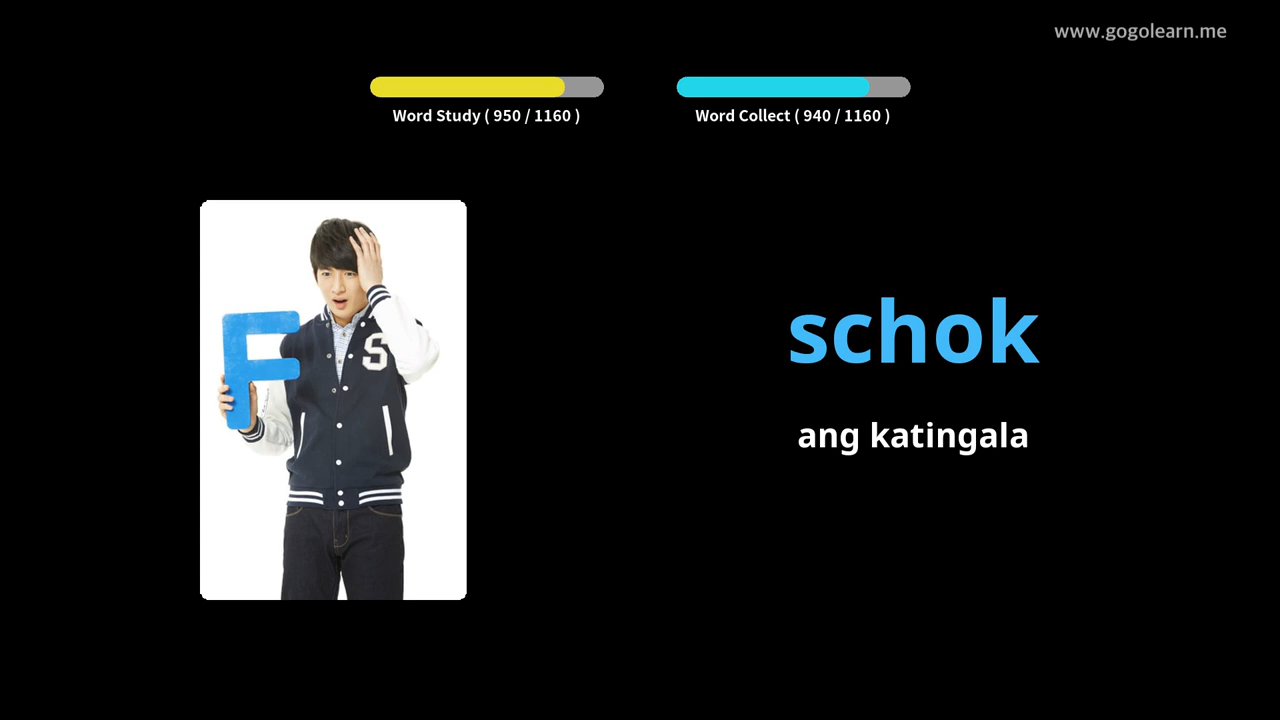 www.gogolearn.me
Word Study ( 950 / 1160 )
Word Collect ( 940 / 1160 )
F
S
schok
ang katingala